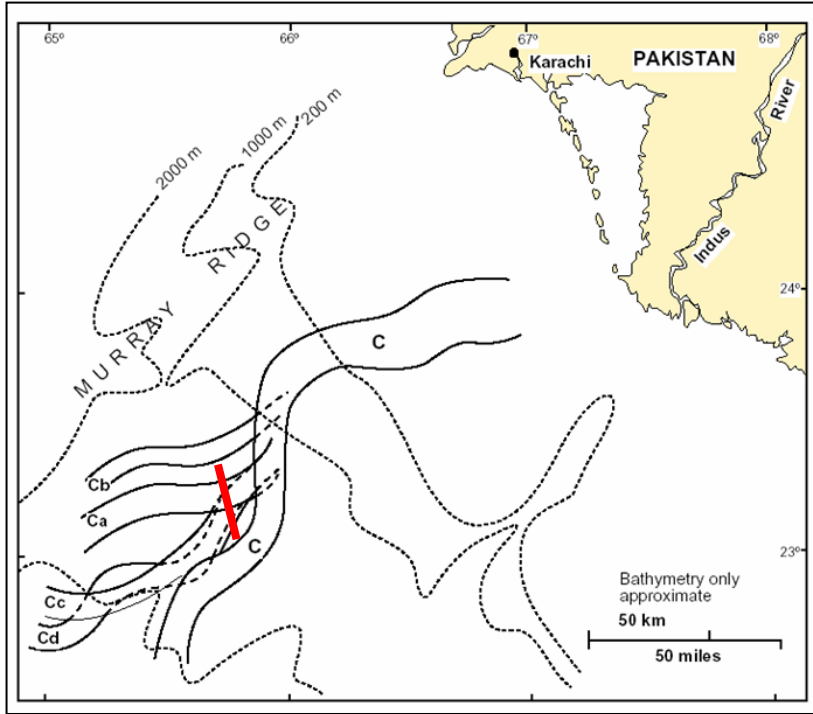 65º
66º
67º
68º
Karachi
PAKISTAN
River
Indus
2000 m
1000 m
200 m
MURRAY RIDGE
24º
C
Cb
Ca
C
23º
Cc
Cd
Bathymetry only
approximate
50 km
50 miles